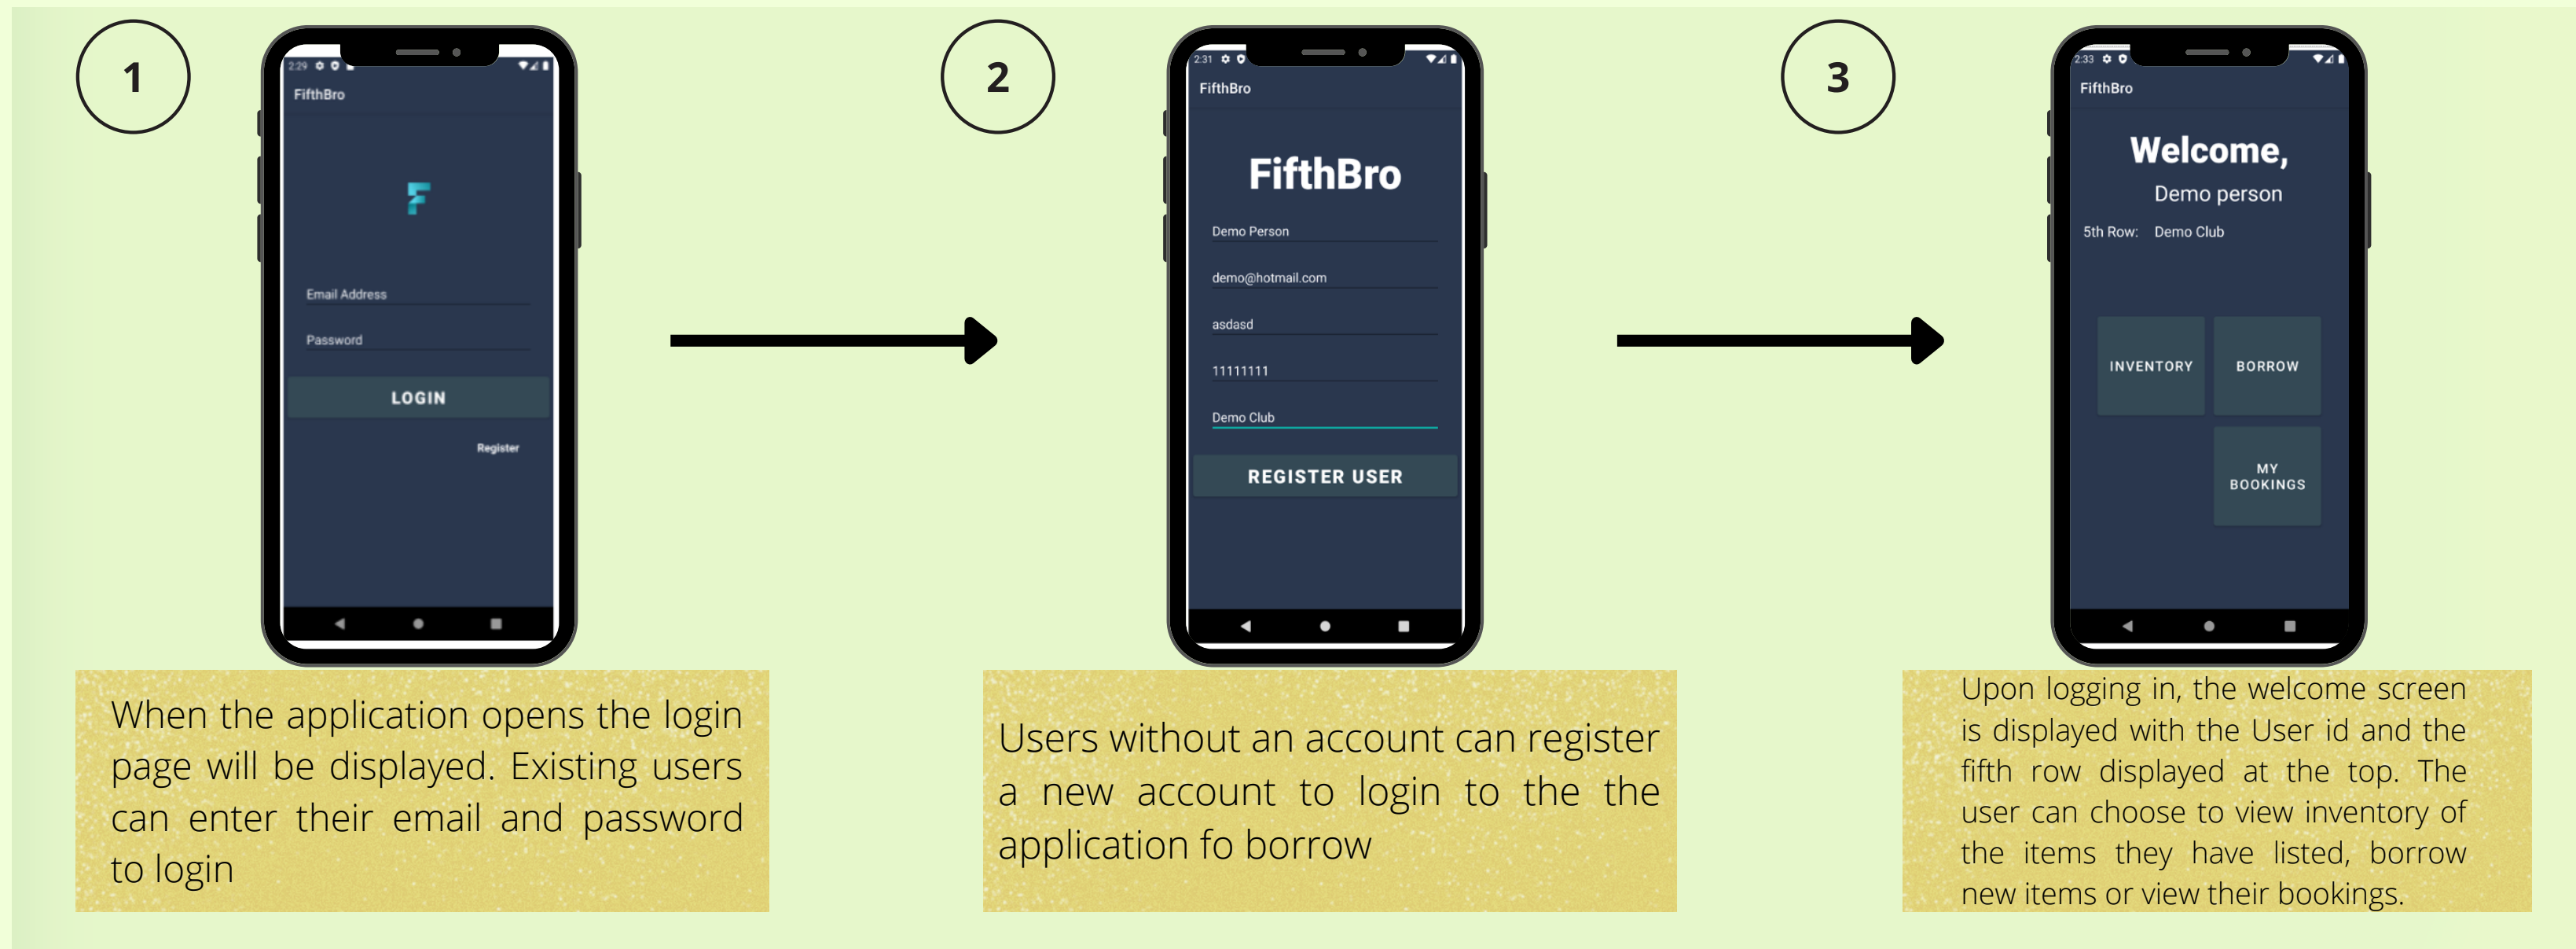 1
2:29
FifthBro
F
Email Address
Password
LOGIN
Register
When the application opens the login
page will be displayed. Existing users
can enter their email and password
to login
2
2:31
FifthBro
FifthBro
Demo Person
demo@hotmail.com
asdasd
11111111
Demo Club
REGISTER USER
Users without an account can register
a new account to login to the the
application fo borrow
3
2:33
FifthBro
Welcome,
Demo person
5th Row: Demo Club
INVENTORY BORROW
MY
BOOKINGS
Upon logging in, the welcome screen
is displayed with the User id and the
fifth row displayed at the top. The
user can choose to view inventory of
the items they have listed, borrow
new items or view their bookings.